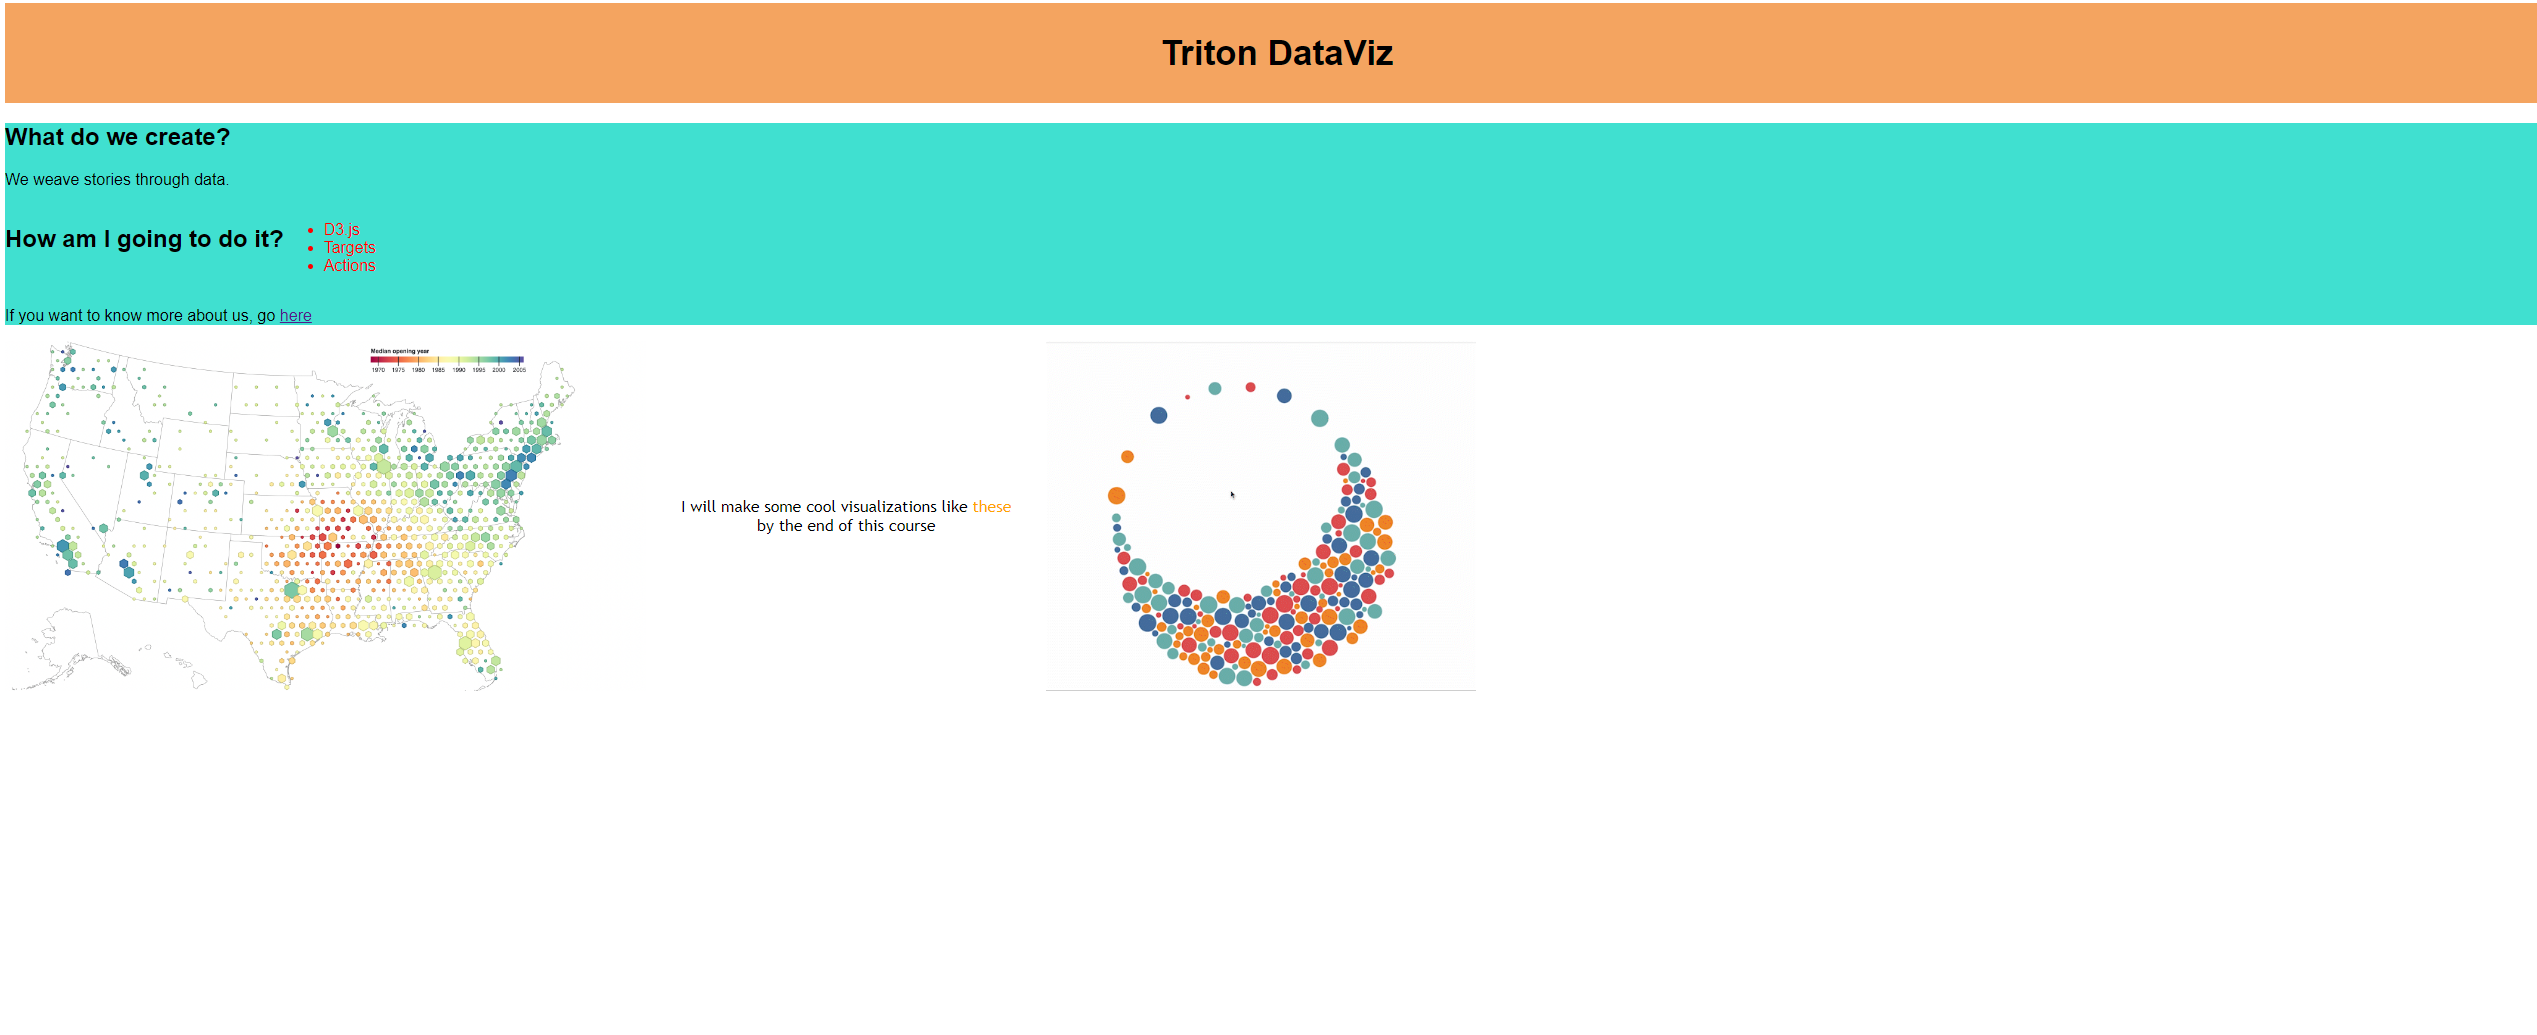 Triton DataViz
What do we create?
We weave stories through data.
How am I going to do it?
D3.js
Targets
Actions
If you want to know more about us, go here
Median opening year
1970 1975 1980 1985 1990 1995 2000 2005
I will make some cool visualizations like these
by the end of this course